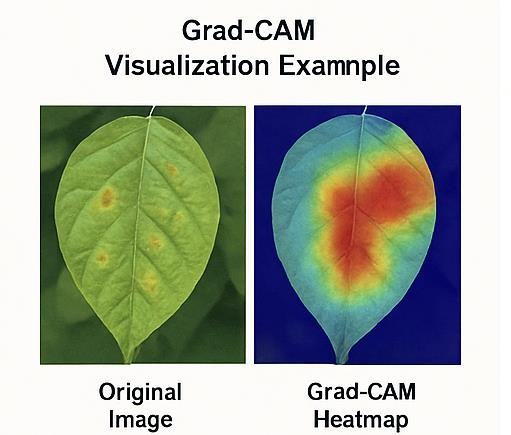 Grad-CAM
Visualization Examnple
Original
Image
Grad-CAM
Heatmap